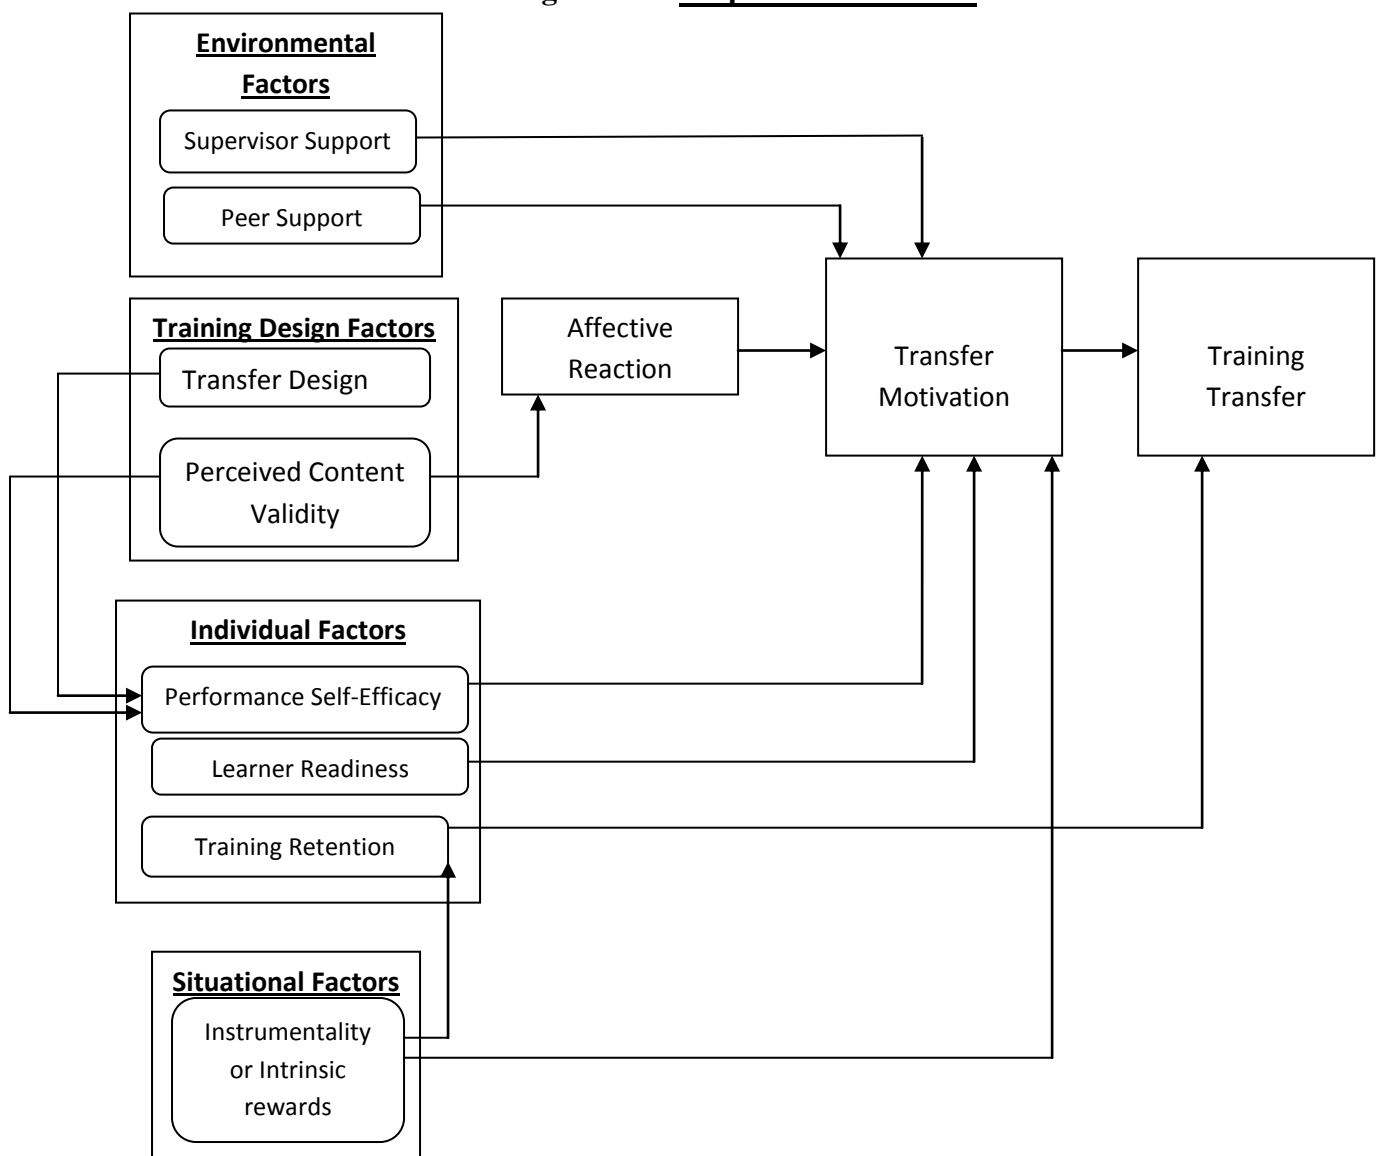 Environmental
Factors
Supervisor Support
Peer Support
Training Design Factors
Transfer Design
Perceived Content
Validity
Affective
Reaction
Transfer
Motivation
Training
Transfer
Individual Factors
Performance Self-Efficacy
Learner Readiness
Training Retention
Situational Factors
Instrumentality
or Intrinsic
rewards